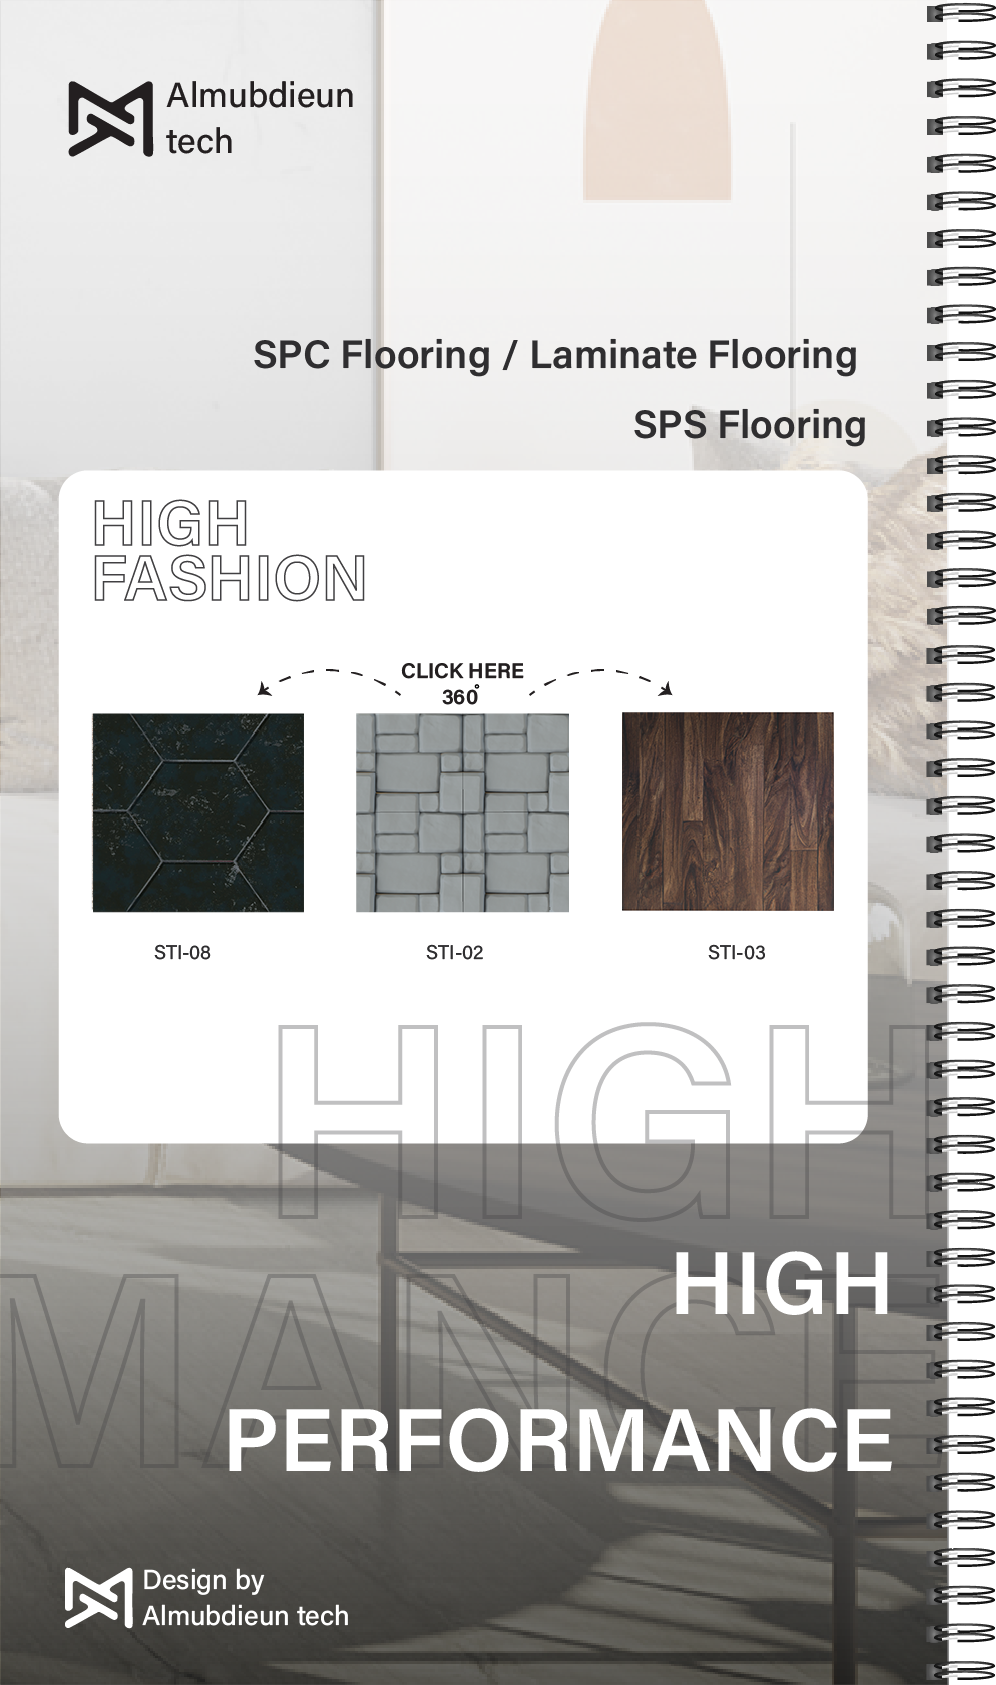 Almubdieun
tech
SPC Flooring / Laminate Flooring
SPS Flooring
HIGH
FASHION
CLICK HERE
360°
STI-08
STI-02
STI-03
HIGH
HIGH
MANCE
PERFORMANCE
Design by
Almubdieun tech